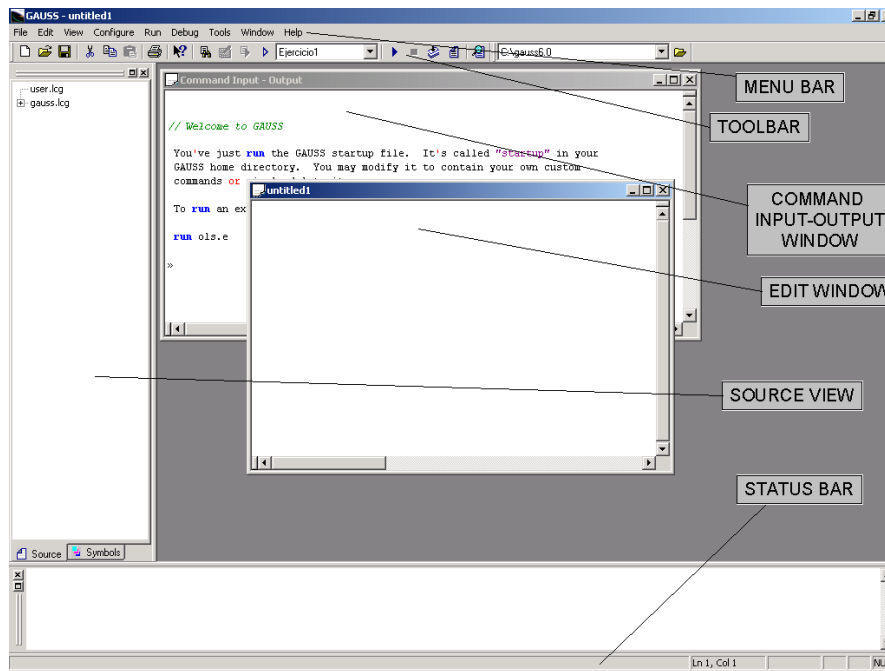 GAUSS - untitled1
File Edit View Configure Run Debug Tools Window Help
Ejercicio1 C:\gauss6.0
user.lcg
gauss.lcg
Command Input - Output
// Welcome to GAUSS
You've just run the GAUSS startup file. It's called "startup" in your
GAUSS home directory. You may modify it to contain your own custom
commands or
To run an ex
run ols.e
»
untitled1
MENU BAR
TOOLBAR
COMMAND
INPUT-OUTPUT
WINDOW
EDIT WINDOW
SOURCE VIEW
STATUS BAR
Source Symbols
Ln 1, Col 1